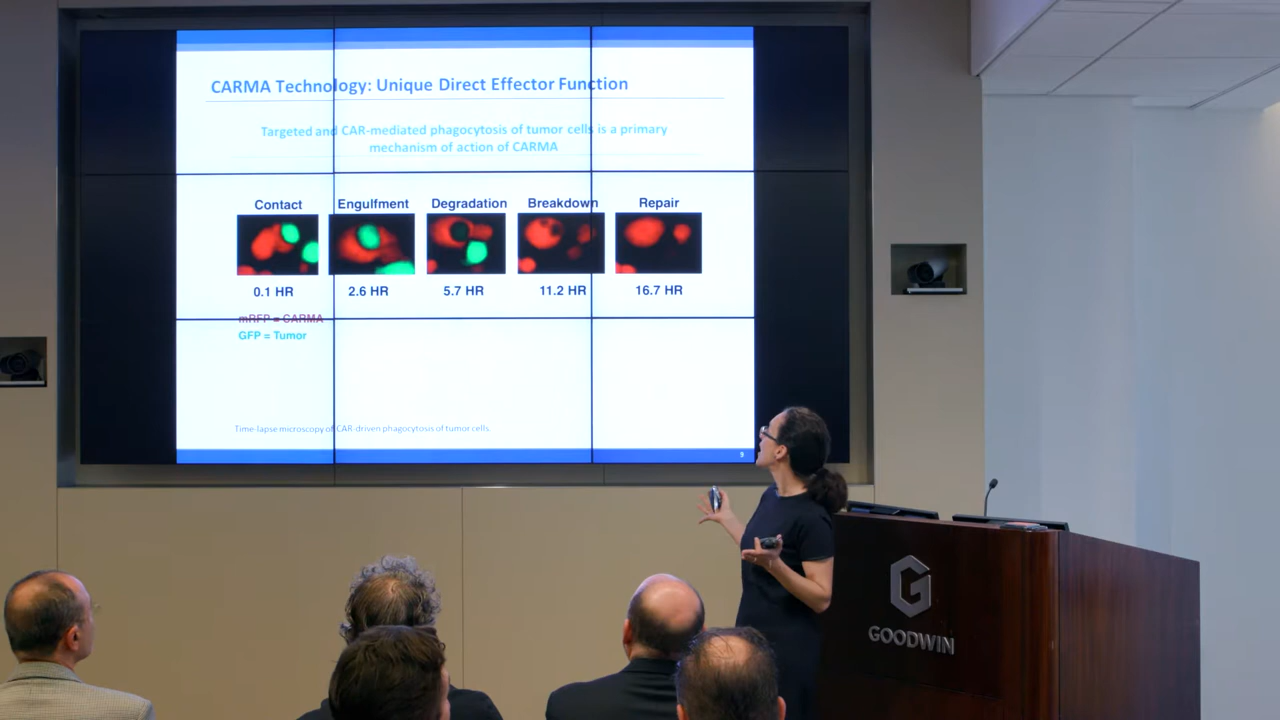 CARMA Technology: Unique Direct Effector Function
Targeted and CAR-mediated phagocytosis of tumor cells is a primary
mechanism of action of CARMA
Contact Engulfment Degradation Breakdown Repair
0.1 HR 2.6 HR 5.7 HR 11.2 HR 16.7 HR
mRFP = CARMA
GFP = Tumor
Time-lapse microscopy of CAR-driven phagocytosis of tumor cells.
9
GOODWIN